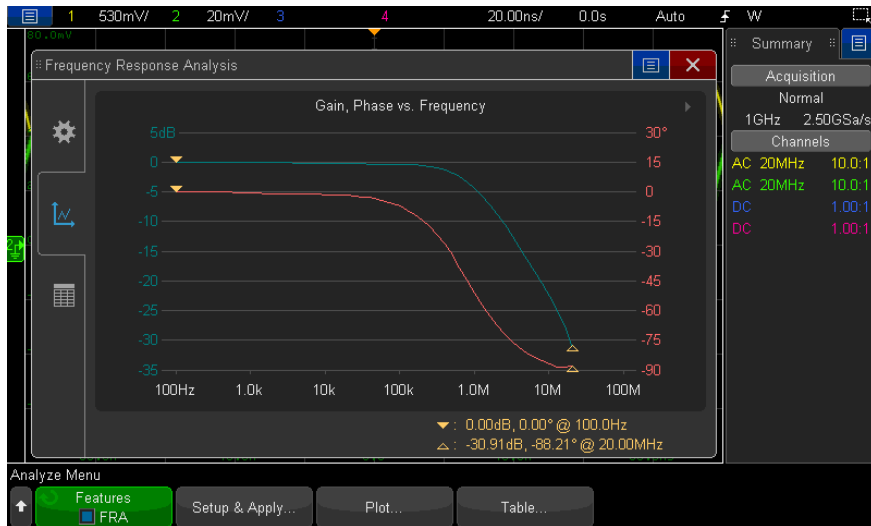 1 530mV/ 2 20mV/ 3 4 20.00ns/ 0.0s Auto W
80.0mV
Summary
Frequency Response Analysis
Acquisition
Normal
1GHz 2.50GSa/s
Channels
AC 20MHz 10.0:1
AC 20MHz 10.0:1
DC 1.00:1
DC 1.00:1
Gain, Phase vs. Frequency
5dB 30°
0 15
-5 0
-10 -15
-15 -30
-20 -45
-25 -60
-30 -75
-35 -90
100Hz 1.0k 10k 100k 1.0M 10M 100M
: 0.00dB, 0.00° @ 100.0Hz
: -30.91dB, -88.21° @ 20.00MHz
Analyze Menu
Features
FRA
Setup & Apply...
Plot...
Table...